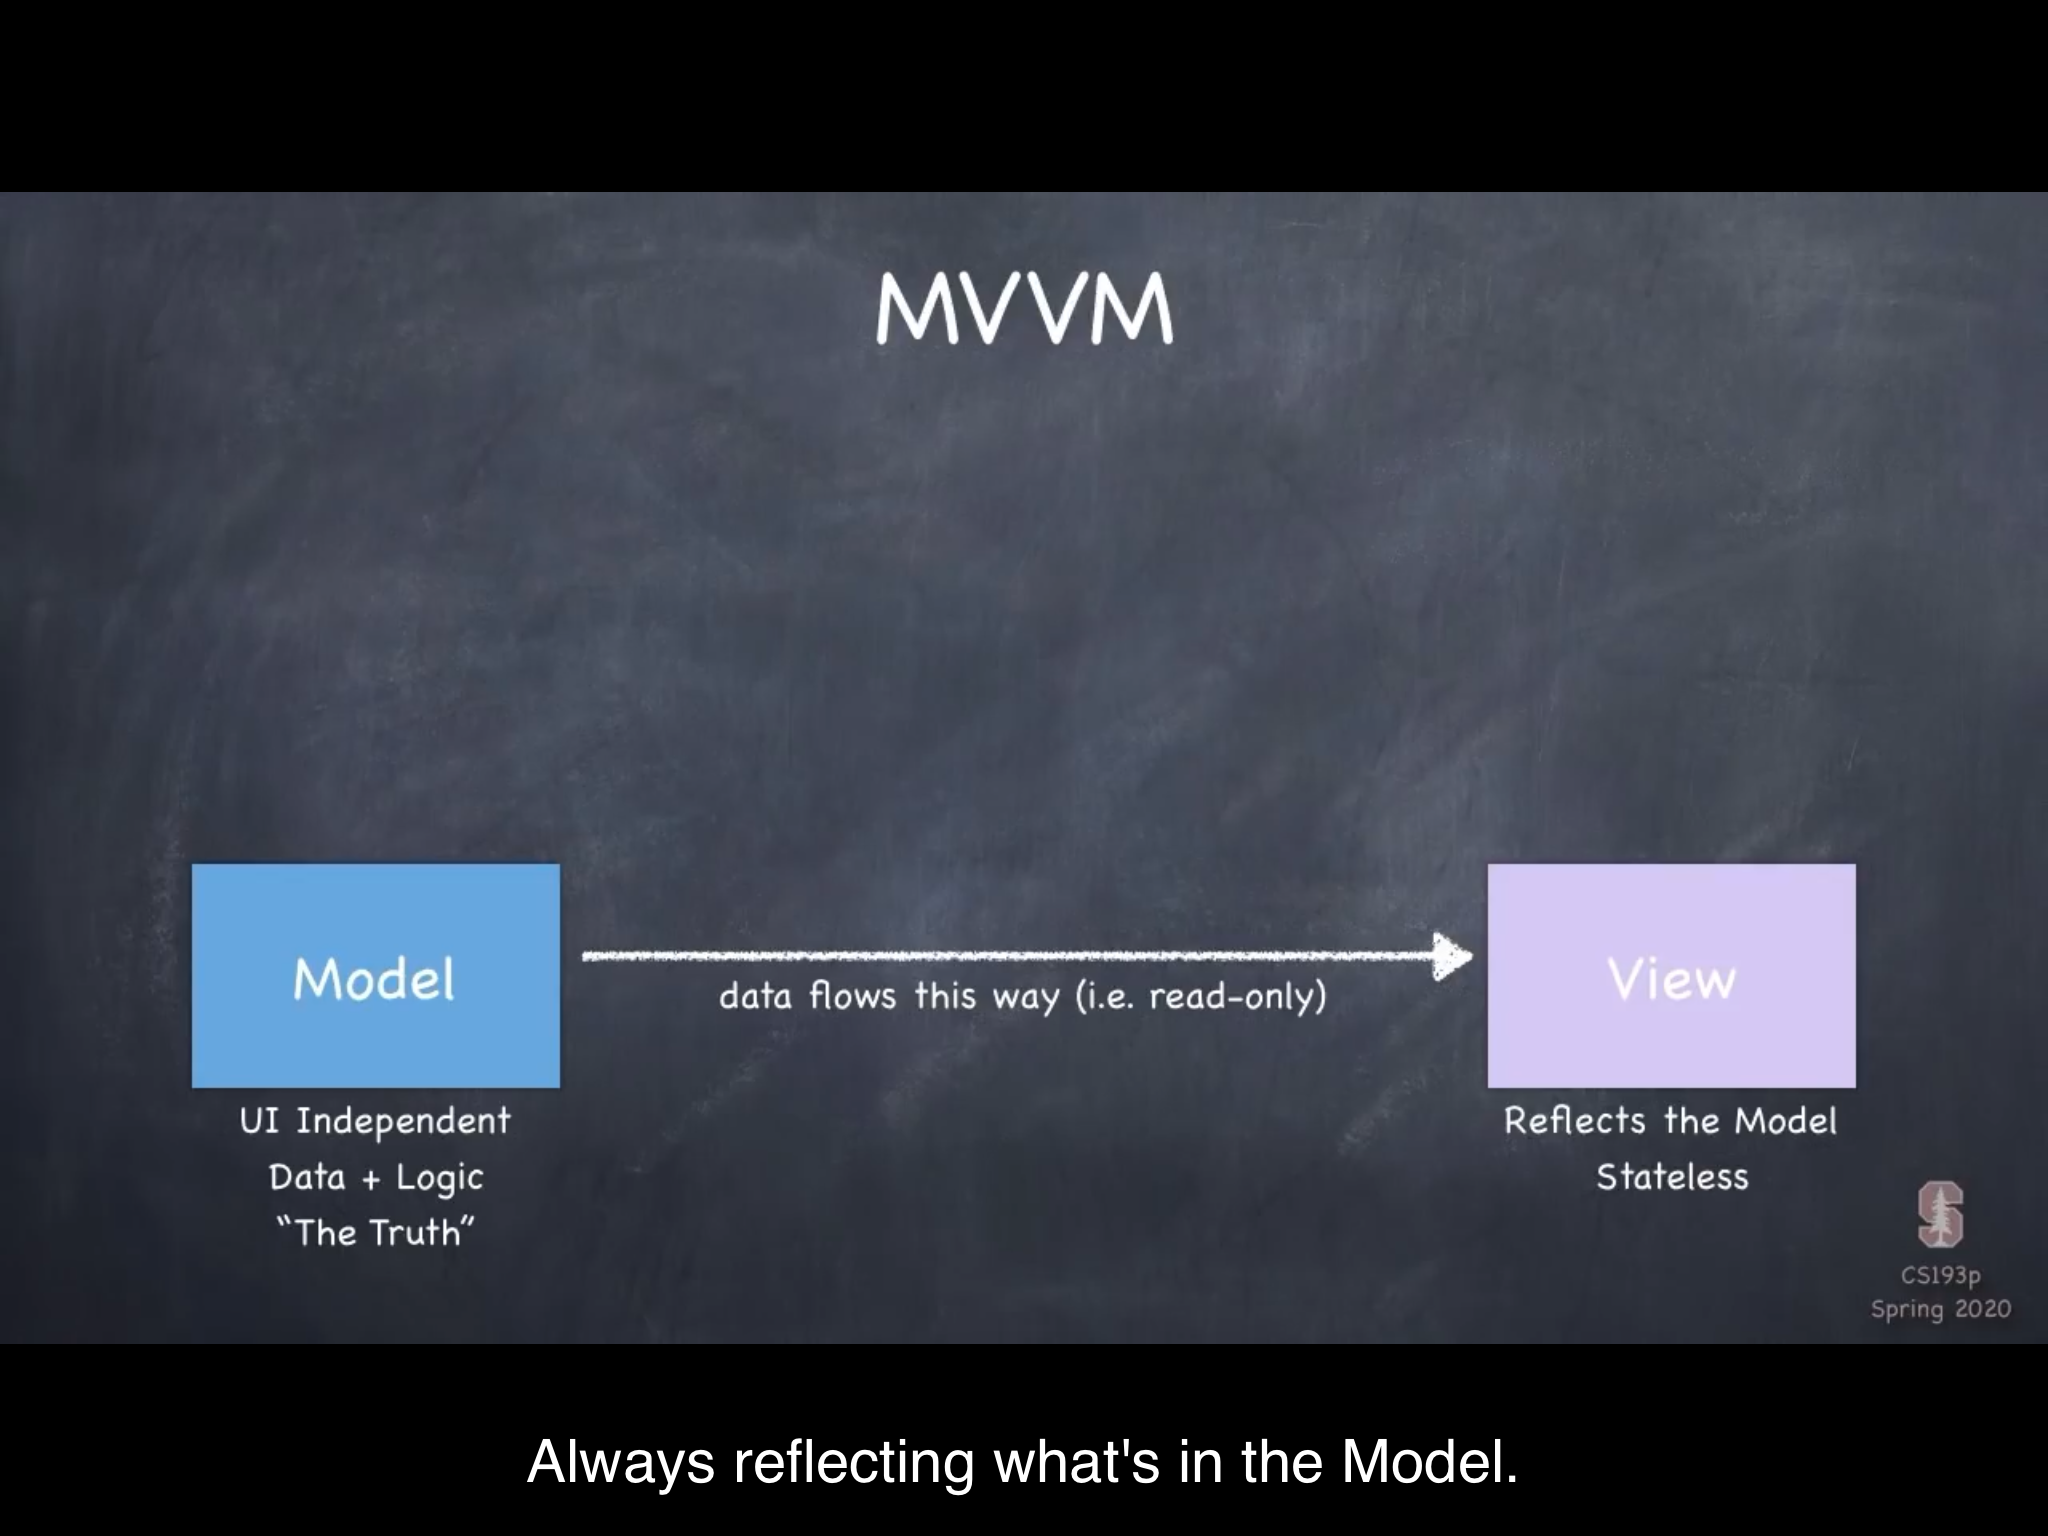 MVVM
Model
data flows this way (i.e. read-only)
View
UI Independent
Data + Logic
“The Truth”
Reflects the Model
Stateless
S
CS193p
Spring 2020
Always reflecting what's in the Model.